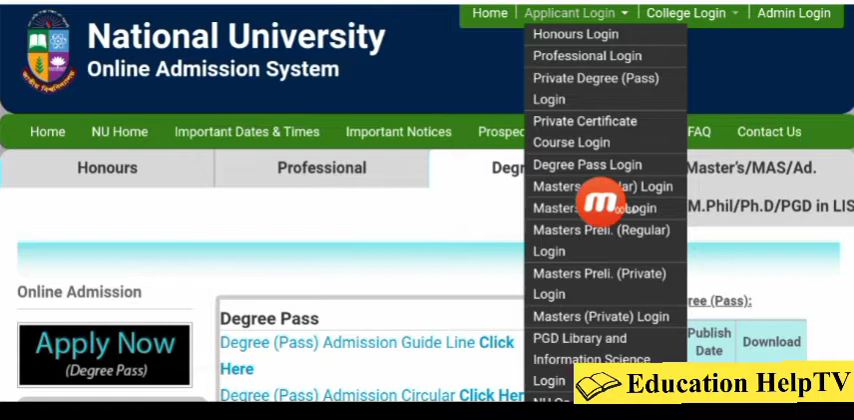 Home Applicant Login College Login Admin Login
National University
Online Admission System
Honours Login
Professional Login
Private Degree (Pass)
Login
Private Certificate
Course Login
Degree Pass Login
Masters lar) Login
Masters Login
Masters Preli. (Regular)
Login
Masters Preli. (Private)
Login
Masters (Private) Login
PGD Library and
Information Science
Login
Home NU Home Important Dates & Times Important Notices Prospec FAQ Contact Us
Honours Professional Degr Master's/MAS/Ad.
M.Phil/Ph.D/PGD in LIS
Online Admission
Apply Now
(Degree Pass)
Degree Pass
Degree (Pass) Admission Guide Line Click
Here
Degree (Pass) Admission Circular Click Here
ree (Pass):
Publish
Date
Download
Education HelpTV